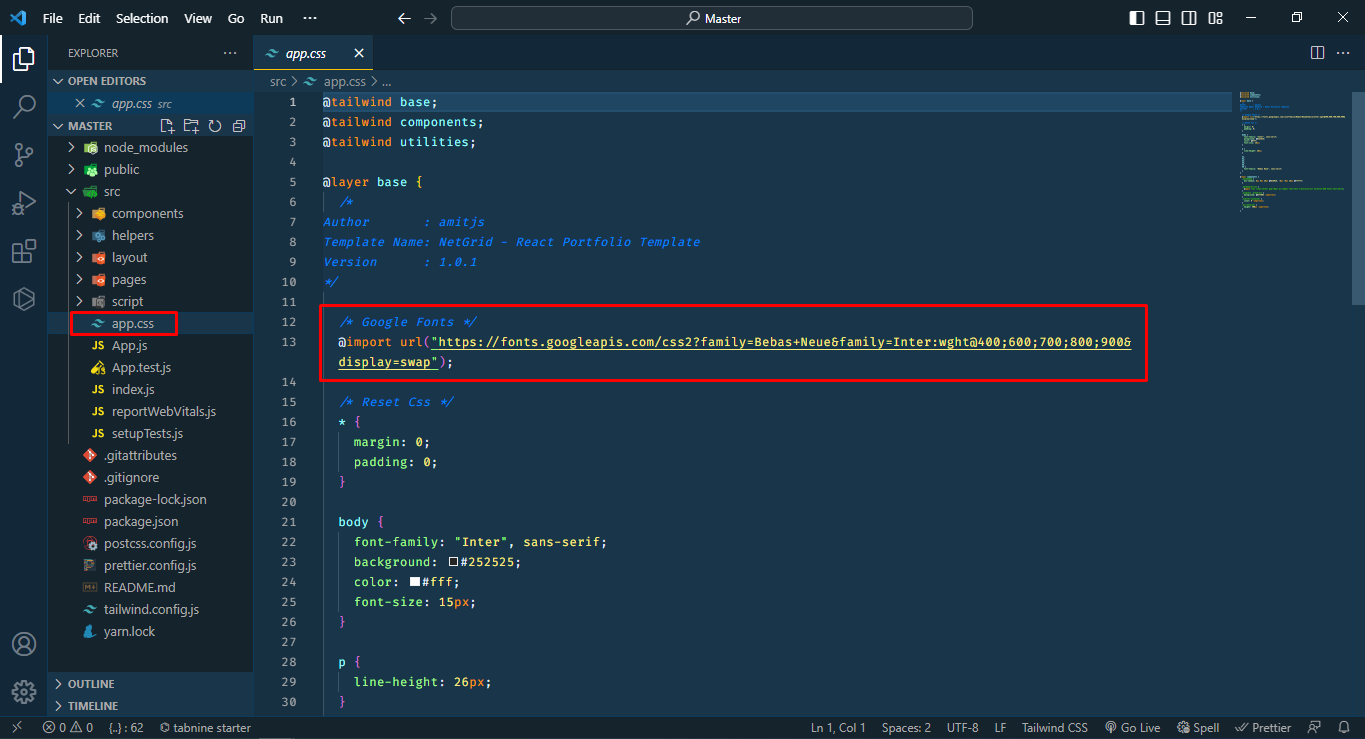 File Edit Selection View Go Run ···
Master
EXPLORER ···
OPEN EDITORS
app.css src
MASTER
node_modules
public
src
components
helpers
layout
pages
script
app.css
JS App.js
App.test.js
JS index.js
JS reportWebVitals.js
JS setupTests.js
.gitattributes
.gitignore
package-lock.json
package.json
postcss.config.js
prettier.config.js
README.md
tailwind.config.js
yarn.lock
OUTLINE
TIMELINE
app.css
src > app.css > ...
1 @tailwind base;
2 @tailwind components;
3 @tailwind utilities;
4
5 @layer base {
6 /*
7 Author : amitjs
8 Template Name: NetGrid - React Portfolio Template
9 Version : 1.0.1
10 */
11
12 /* Google Fonts */
13 @import url("https://fonts.googleapis.com/css2?family=Bebas+Neue&family=Inter:wght@400;600;700;800;900&
display=swap");
14
15 /* Reset Css */
16 * {
17 margin: 0;
18 padding: 0;
19 }
20
21 body {
22 font-family: "Inter", sans-serif;
23 background: #252525;
24 color: #fff;
25 font-size: 15px;
26 }
27
28 p {
29 line-height: 26px;
30 }
0 0 {..} : 62 tabnine starter Ln 1, Col 1 Spaces: 2 UTF-8 LF Tailwind CSS Go Live Spell Prettier